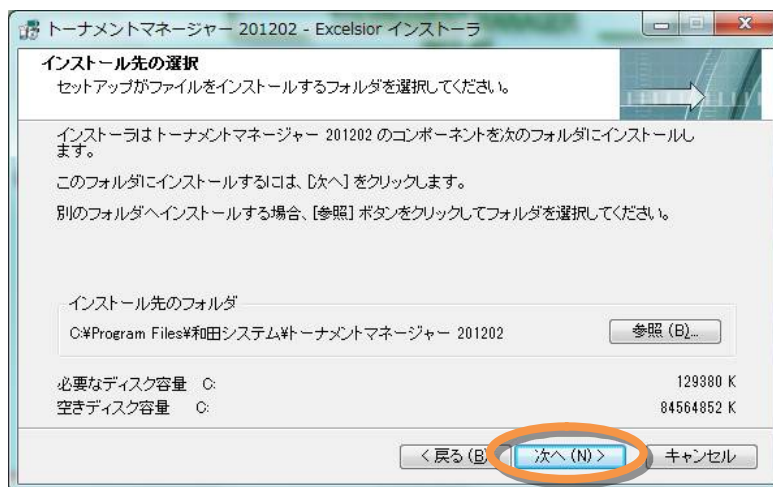 トーナメントマネージャー 201202 - Excelsior インストーラ
インストール先の選択
セットアップがファイルをインストールするフォルダを選択してください。
インストーラはトーナメントマネージャー 201202 のコンポーネントを次のフォルダにインストールし
ます。
このフォルダにインストールするには、[次へ] をクリックします。
別のフォルダへインストールする場合、[参照] ボタンをクリックしてフォルダを選択してください。
インストール先のフォルダ
C:¥Program Files¥和田システム¥トーナメントマネージャー 201202
参照 (B)...
必要なディスク容量 C: 129380 K
空きディスク容量 C: 84564852 K
< 戻る (B) 次へ (N) > キャンセル